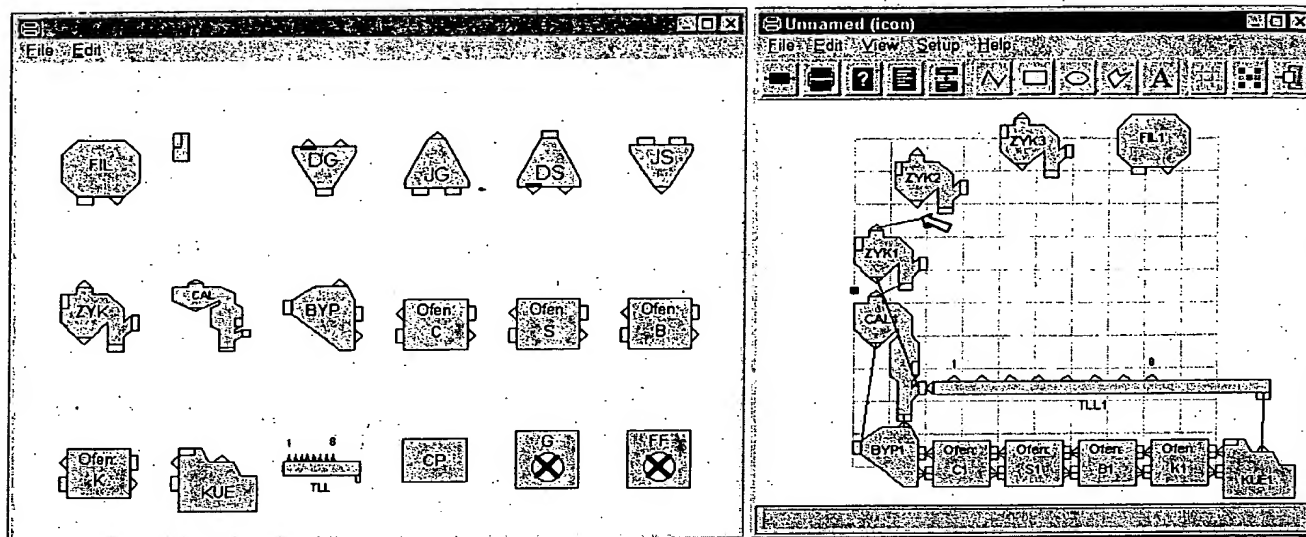 File Edit
FIL DG JG DS JS
ZYK CAL BYP Ofen: C Ofen: S Ofen: B
Ofen: K KUE 1 8 TLL CP G FF
Unnamed (icon)
File Edit View Setup Help
? A
ZYK3 FIL1
ZYK2
ZYK1
CAL1
1 8
TLL1
BYP1 Ofen: C1 Ofen: S1 Ofen: B1 Ofen: K1 KUE1